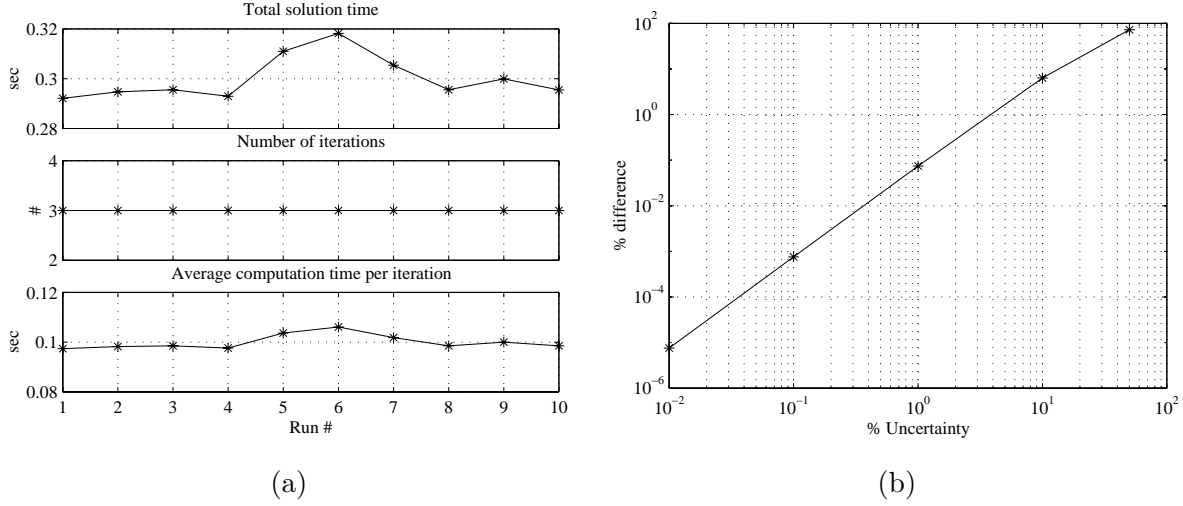 Total solution time
0.32
0.3
0.28
sec
Number of iterations
4
3
2
#
Average computation time per iteration
0.12
0.1
0.08
sec
1 2 3 4 5 6 7 8 9 10
Run #
(a)
10^2
10^0
10^−2
10^−4
10^−6
% difference
10^−2 10^−1 10^0 10^1 10^2
% Uncertainty
(b)